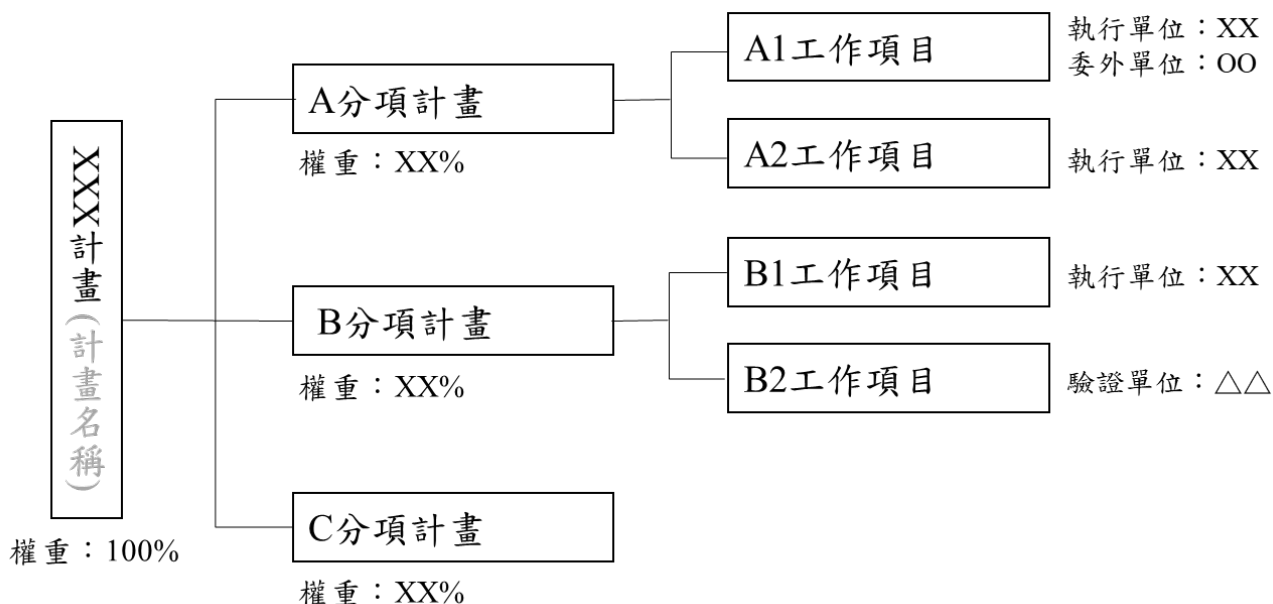 XXX計畫(計畫名稱)
權重：100%
A分項計畫
權重：XX%
A1工作項目
執行單位：XX
委外單位：OO
A2工作項目
執行單位：XX
B分項計畫
權重：XX%
B1工作項目
執行單位：XX
B2工作項目
驗證單位：△△
C分項計畫
權重：XX%